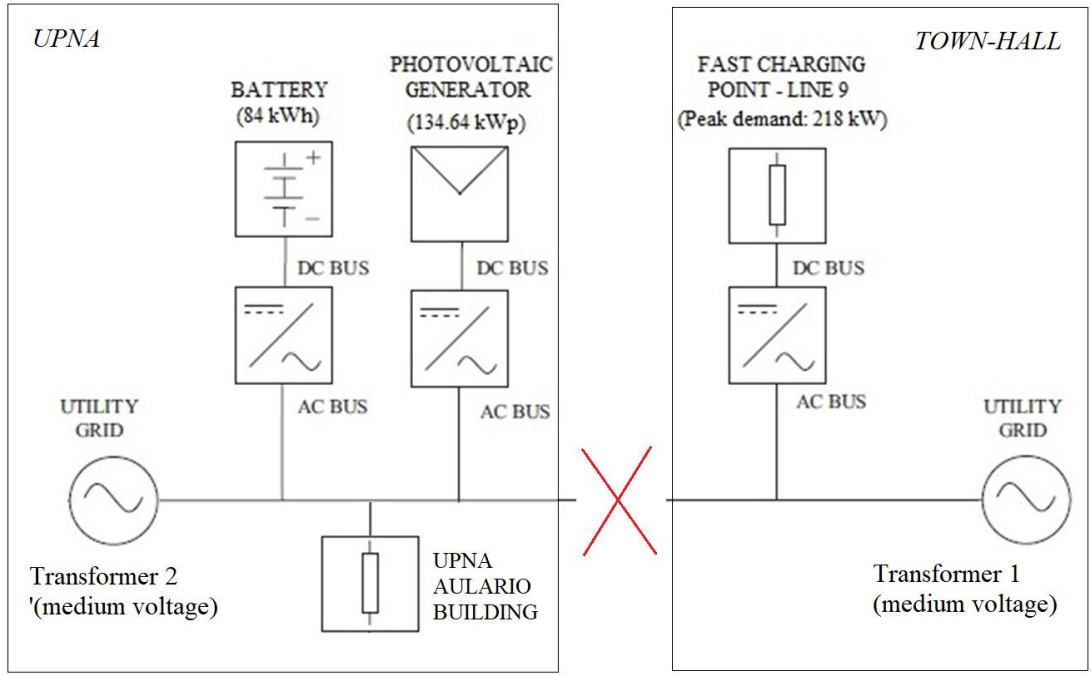 UPNA
BATTERY
(84 kWh)
PHOTOVOLTAIC
GENERATOR
(134.64 kWp)
DC BUS
DC BUS
AC BUS
AC BUS
UTILITY
GRID
Transformer 2
'(medium voltage)
UPNA
AULARIO
BUILDING
TOWN-HALL
FAST CHARGING
POINT - LINE 9
(Peak demand: 218 kW)
DC BUS
AC BUS
UTILITY
GRID
Transformer 1
(medium voltage)